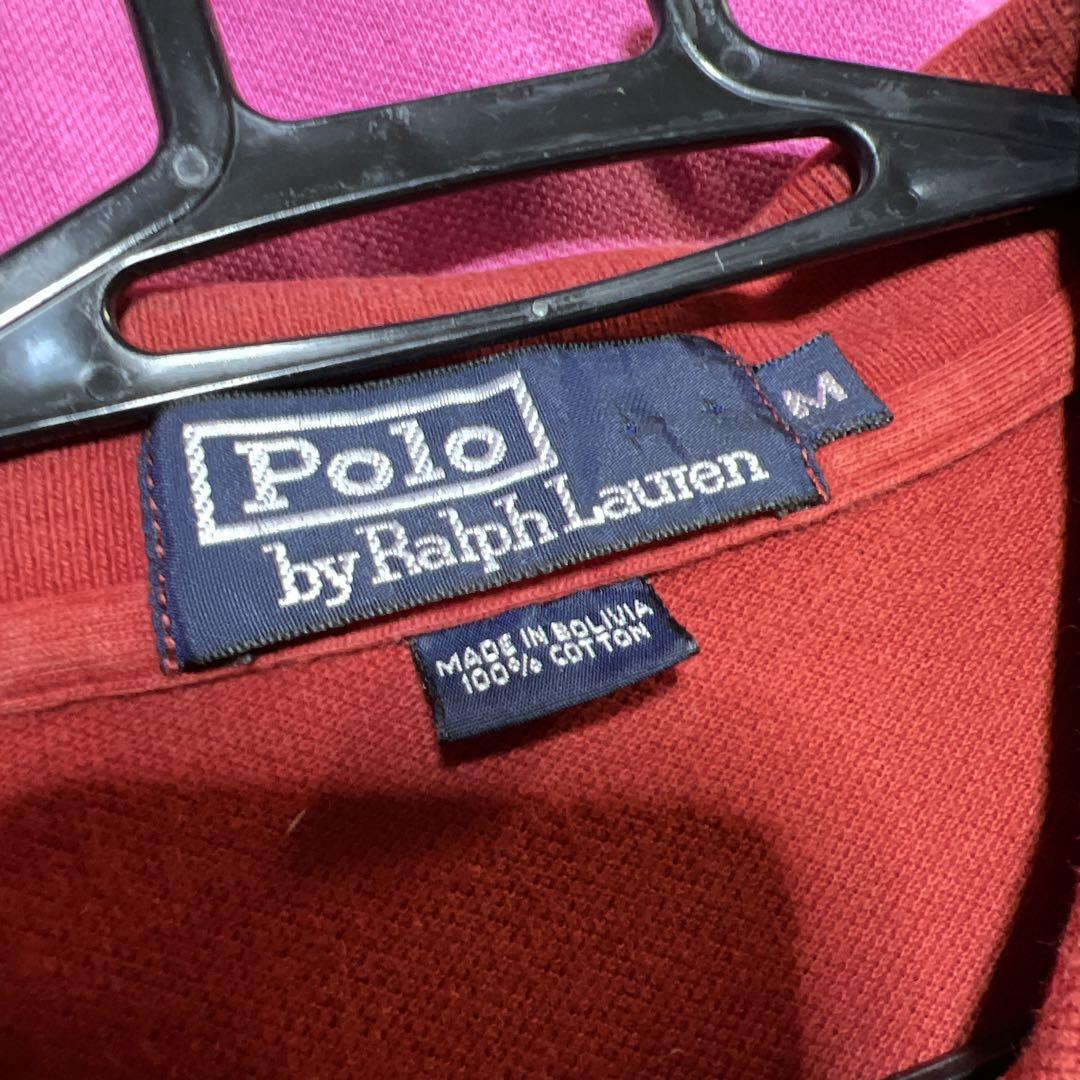 Polo
by Ralph Lauren
M
MADE IN BOLIVIA
100% COTTON